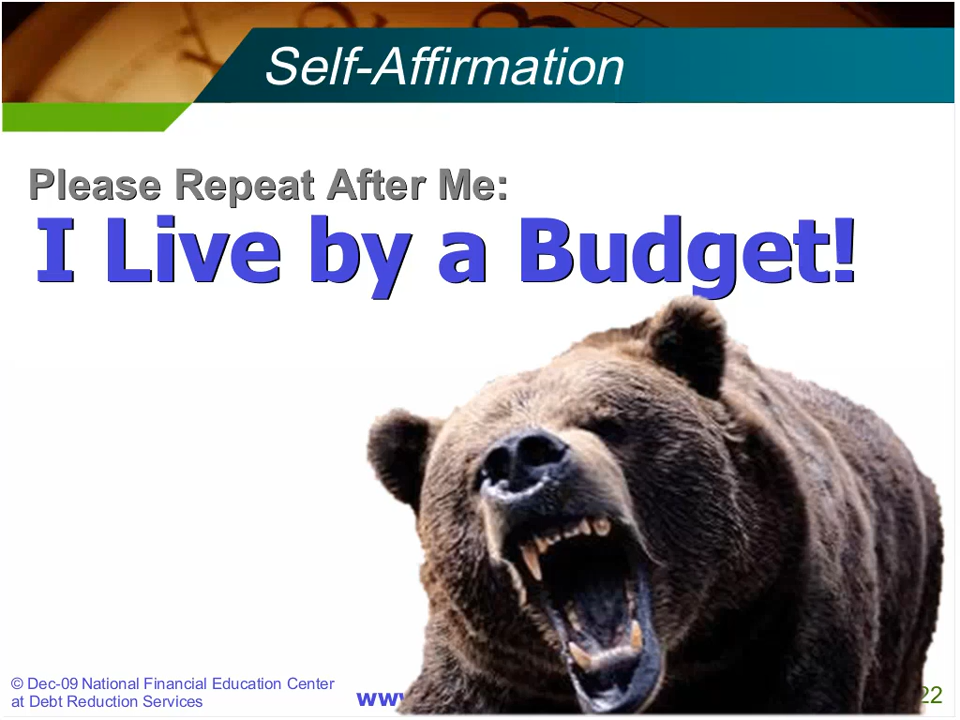 Self-Affirmation
Please Repeat After Me:
I Live by a Budget!
© Dec-09 National Financial Education Center
at Debt Reduction Services
www
22